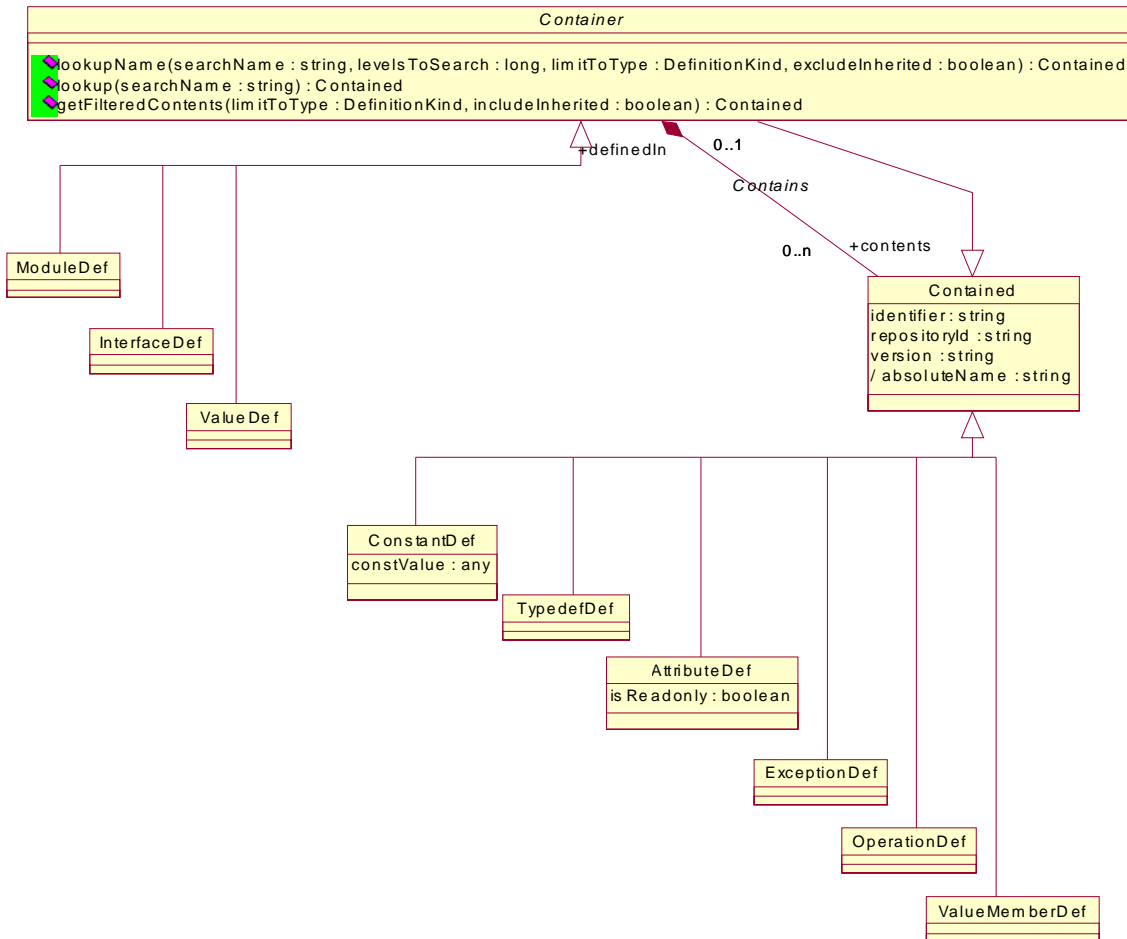 Container
lookupName(searchName : string, levelsToSearch : long, limitToType : DefinitionKind, excludeInherited : boolean) : Contained
lookup(searchName : string) : Contained
getFilteredContents(limitToType : DefinitionKind, includeInherited : boolean) : Contained
+definedIn
0..1
Contains
0..n
+contents
ModuleDef
InterfaceDef
ValueDef
Contained
identifier : string
repositoryId : string
version : string
/ absoluteName : string
ConstantDef
constValue : any
TypedefDef
AttributeDef
isReadonly : boolean
ExceptionDef
OperationDef
ValueMemberDef